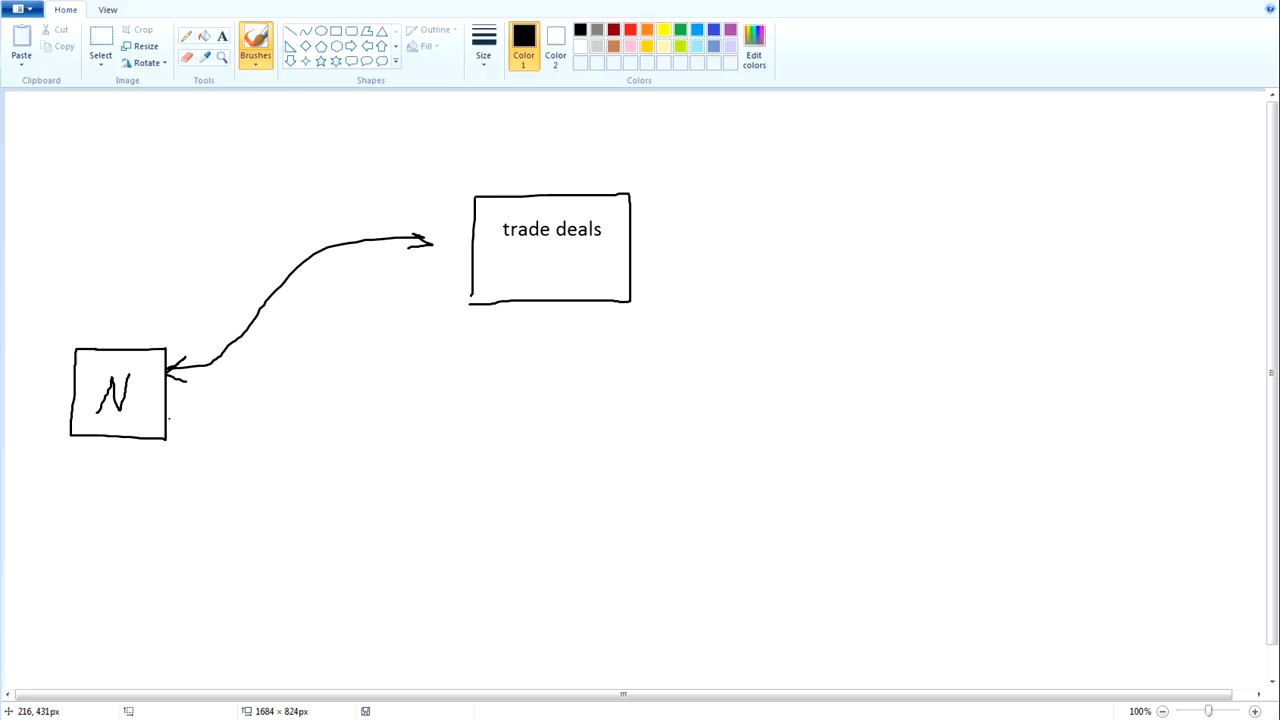 Home
View
Paste
Cut
Copy
Clipboard
Select
Crop
Resize
Rotate
Image
A
Tools
Brushes
Outline
Fill
Shapes
Size
Color
1
Color
2
Edit
colors
Colors
trade deals
N
216, 431px
1684 × 824px
100%